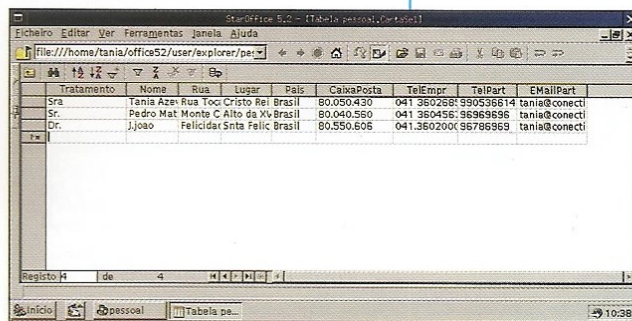 StarOffice 5.2 - [Tabela pessoal.CartaSel]
Eicheiro Editar Ver Ferramentas Janela Ajuda
file:///home/tania/office52/user/explorer/pes
Tratamento Nome Rua Lugar Pais CaixaPosta TelEmpr TelPart EMailPart
Sra Tania Azev Rua Toc Cristo Rei Brasil 80.050.430 041 3602685 990536614 tania@conecti
Sr. Pedro Mat Monte C Alto da XV Brasil 80.040.560 041 360456 96969696 tania@conecti
Dr. J.joao Felicidad Snta Felic Brasil 80.550.606 041.3602000 96786969 tania@conecti
Registo 4 de 4
Início pessoal Tabela pe... 10:38